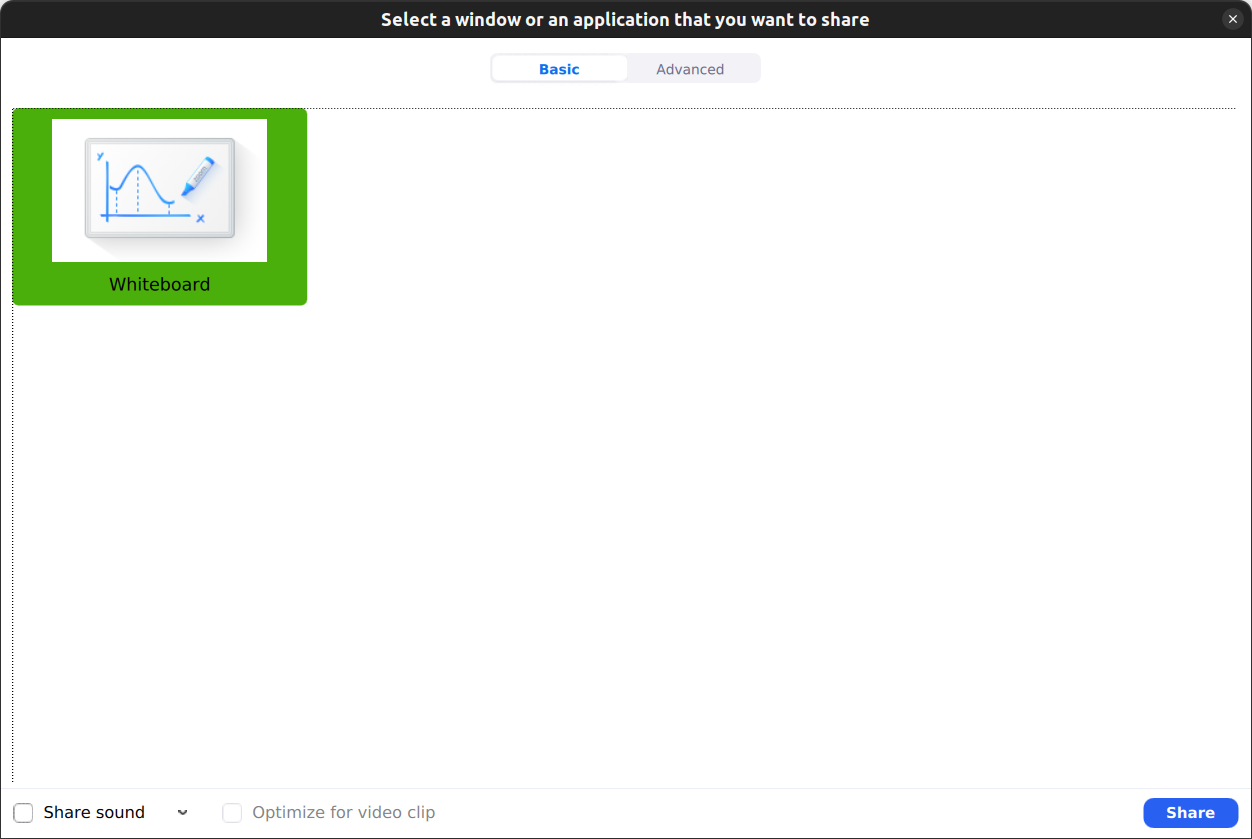 Select a window or an application that you want to share
Basic
Advanced
y
zoom
x
Whiteboard
Share sound
Optimize for video clip
Share